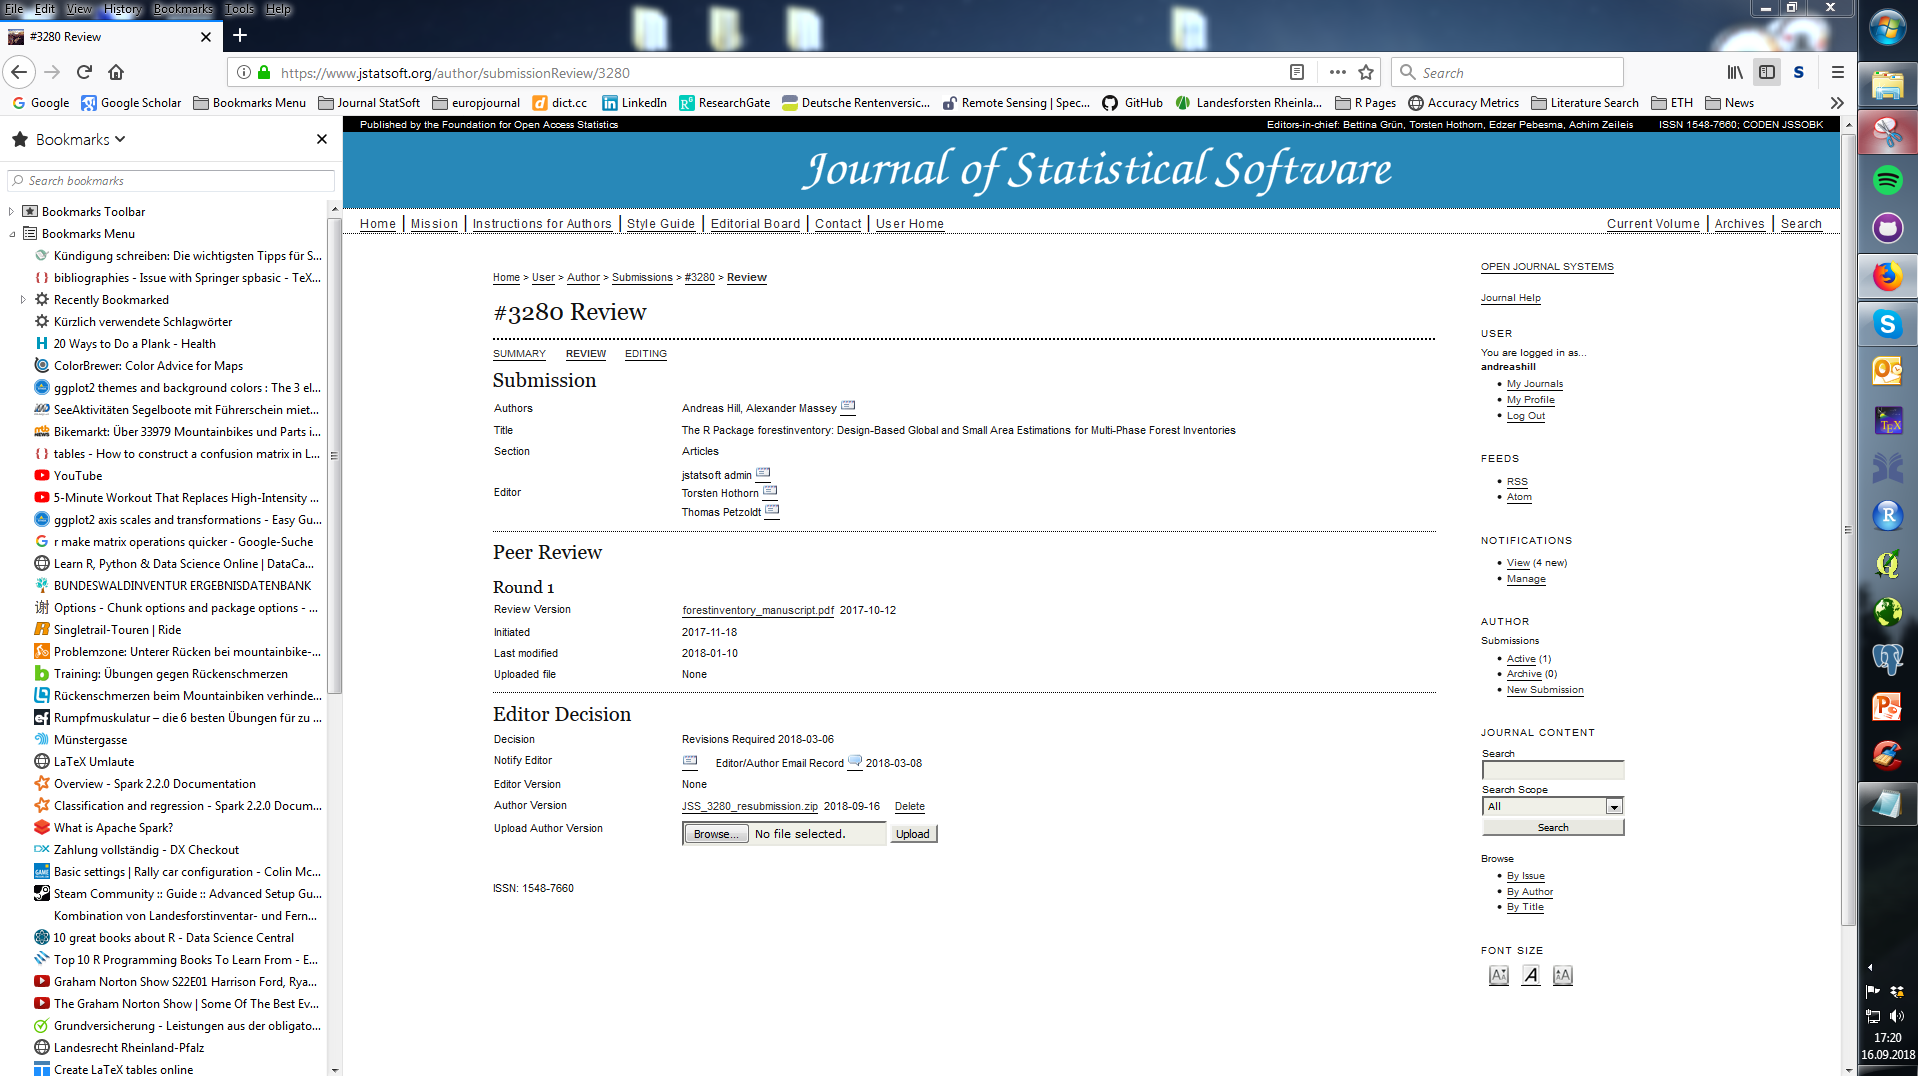 File Edit View History Bookmarks Tools Help
#3280 Review
https://www.jstatsoft.org/author/submissionReview/3280
Search
Google Google Scholar Bookmarks Menu Journal StatSoft europjournal dict.cc LinkedIn ResearchGate Deutsche Rentenversic... Remote Sensing | Spec... GitHub Landesforsten Rheinla... R Pages Accuracy Metrics Literature Search ETH News
Bookmarks
Search bookmarks
Bookmarks Toolbar
Bookmarks Menu
Kündigung schreiben: Die wichtigsten Tipps für S...
bibliographies - Issue with Springer spbasic - TeX...
Recently Bookmarked
Kürzlich verwendete Schlagwörter
20 Ways to Do a Plank - Health
ColorBrewer: Color Advice for Maps
ggplot2 themes and background colors : The 3 el...
SeeAktivitäten Segelboote mit Führerschein miet...
Bikemarkt: Über 33979 Mountainbikes und Parts i...
tables - How to construct a confusion matrix in L...
YouTube
5-Minute Workout That Replaces High-Intensity ...
ggplot2 axis scales and transformations - Easy Gu...
r make matrix operations quicker - Google-Suche
Learn R, Python & Data Science Online | DataCa...
BUNDESWALDINVENTUR ERGEBNISDATENBANK
Options - Chunk options and package options - ...
Singletrail-Touren | Ride
Problemzone: Unterer Rücken bei mountainbike-...
Training: Übungen gegen Rückenschmerzen
Rückenschmerzen beim Mountainbiken verhinde...
Rumpfmuskulatur – die 6 besten Übungen für zu ...
Münstergasse
LaTeX Umlaute
Overview - Spark 2.2.0 Documentation
Classification and regression - Spark 2.2.0 Docum...
What is Apache Spark?
Zahlung vollständig - DX Checkout
Basic settings | Rally car configuration - Colin Mc...
Steam Community :: Guide :: Advanced Setup Gu...
Kombination von Landesforstinventar- und Fern...
10 great books about R - Data Science Central
Top 10 R Programming Books To Learn From - E...
Graham Norton Show S22E01 Harrison Ford, Rya...
The Graham Norton Show | Some Of The Best Ev...
Grundversicherung - Leistungen aus der obligato...
Landesrecht Rheinland-Pfalz
Create LaTeX tables online
Published by the Foundation for Open Access Statistics
Editors-in-chief: Bettina Grün, Torsten Hothorn, Edzer Pebesma, Achim Zeileis ISSN 1548-7660; CODEN JSSOBK
Journal of Statistical Software
Home | Mission | Instructions for Authors | Style Guide | Editorial Board | Contact | User Home
Current Volume | Archives | Search
Home > User > Author > Submissions > #3280 > Review
#3280 Review
SUMMARY REVIEW EDITING
Submission
Authors Andreas Hill, Alexander Massey
Title The R Package forestinventory: Design-Based Global and Small Area Estimations for Multi-Phase Forest Inventories
Section Articles
jstatsoft admin
Editor Torsten Hothorn
Thomas Petzoldt
Peer Review
Round 1
Review Version forestinventory_manuscript.pdf 2017-10-12
Initiated 2017-11-18
Last modified 2018-01-10
Uploaded file None
Editor Decision
Decision Revisions Required 2018-03-06
Notify Editor Editor/Author Email Record 2018-03-08
Editor Version None
Author Version JSS_3280_resubmission.zip 2018-09-16 Delete
Upload Author Version Browse... No file selected. Upload
ISSN: 1548-7660
OPEN JOURNAL SYSTEMS
Journal Help
USER
You are logged in as...
andreashill
My Journals
My Profile
Log Out
FEEDS
RSS
Atom
NOTIFICATIONS
View (4 new)
Manage
AUTHOR
Submissions
Active (1)
Archive (0)
New Submission
JOURNAL CONTENT
Search
Search Scope
All
Search
Browse
By Issue
By Author
By Title
FONT SIZE
17:20
16.09.2018